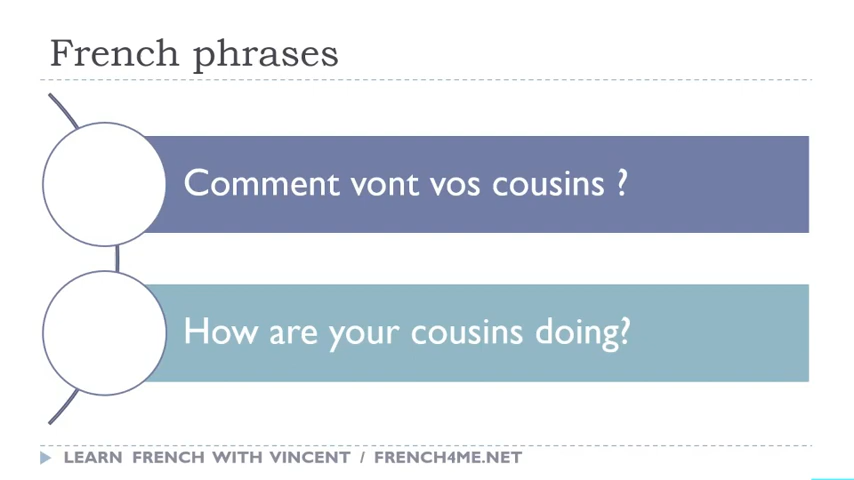 French phrases
Comment vont vos cousins ?
How are your cousins doing?
LEARN FRENCH WITH VINCENT / FRENCH4ME.NET